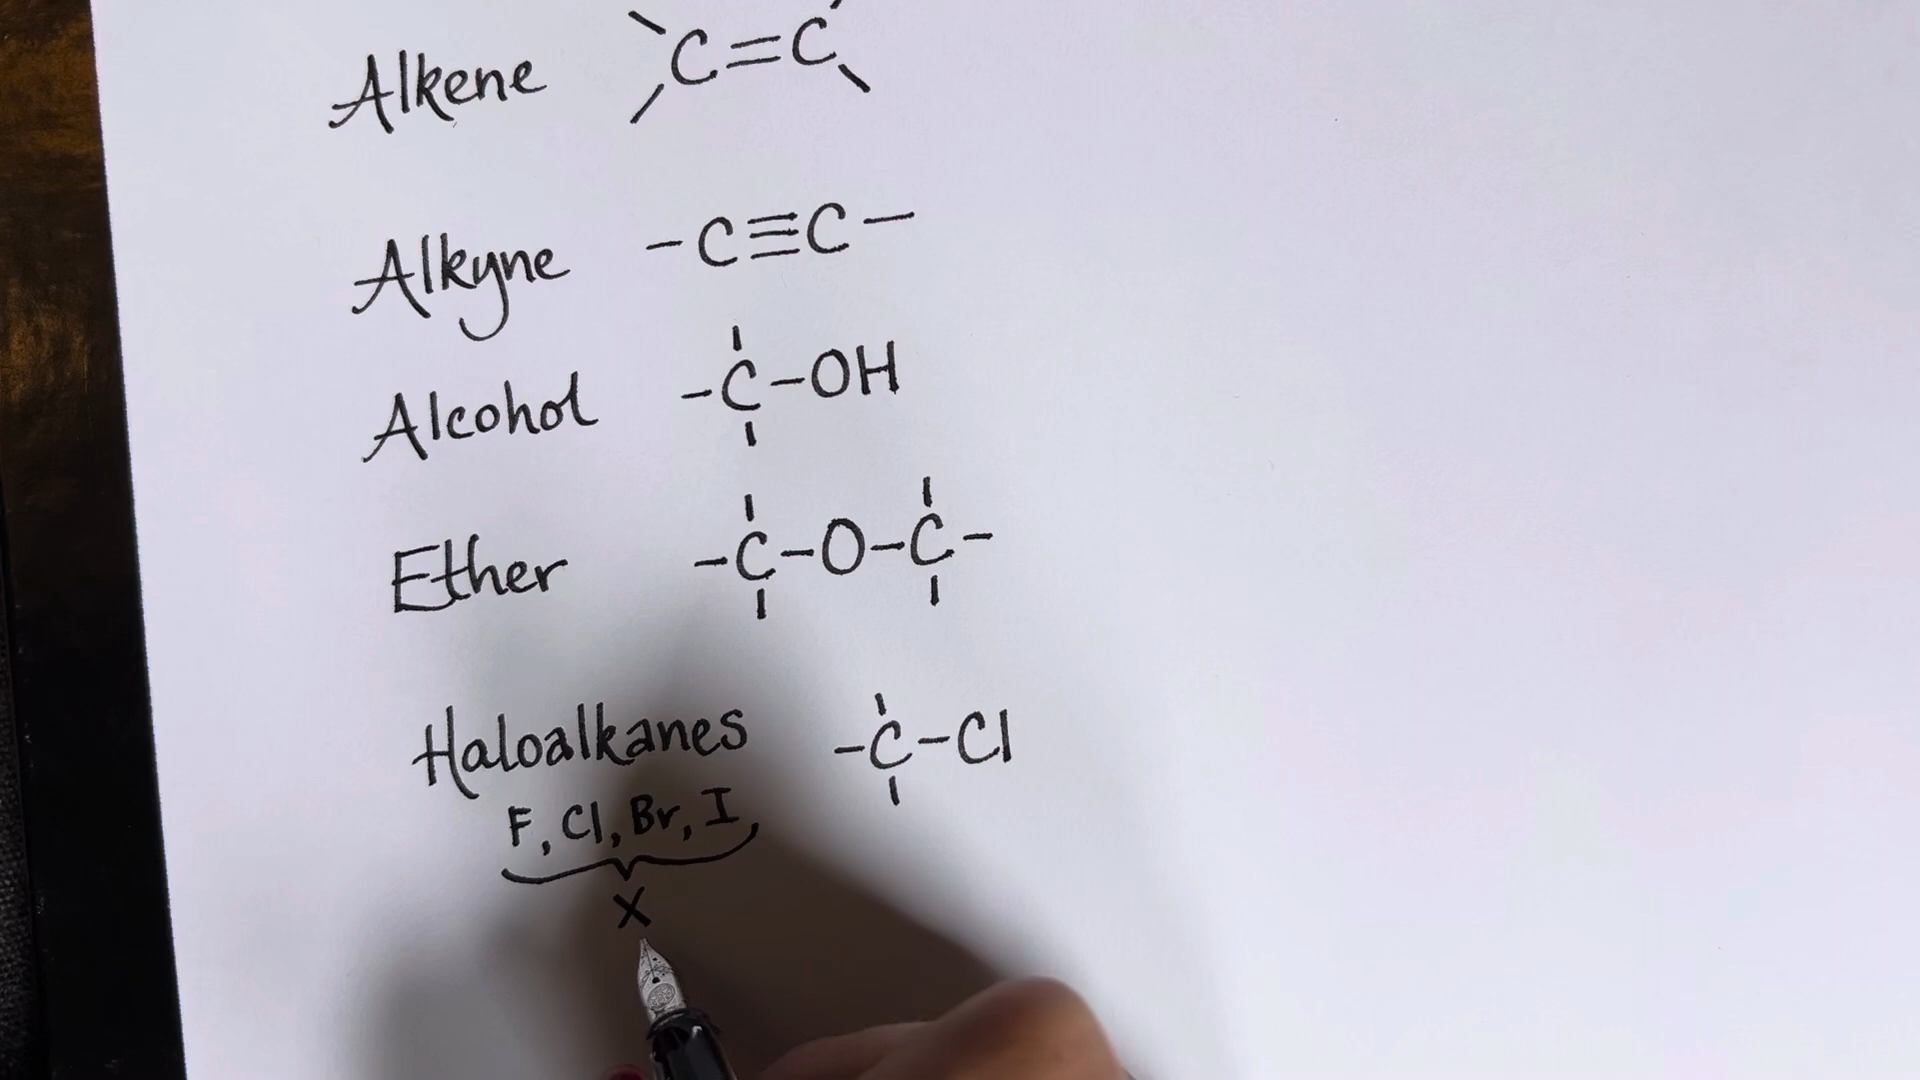 Alkene C=C
Alkyne -C≡C-
Alcohol -C-OH
Ether -C-O-C-
Haloalkanes -C-Cl
F, Cl, Br, I,
X